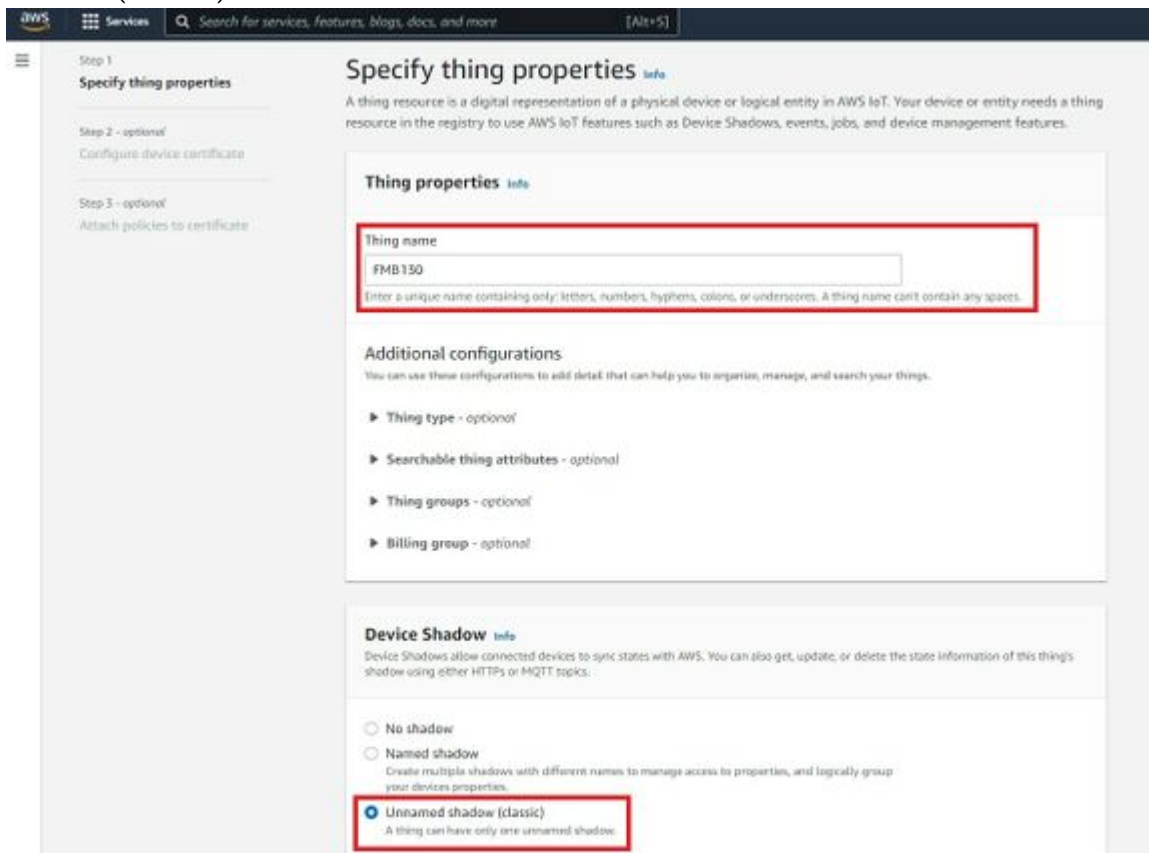 aws
Services
Search for services, features, blogs, docs, and more
[Alt+S]
Step 1
Specify thing properties
Step 2 - optional
Configure device certificate
Step 3 - optional
Attach policies to certificate
Specify thing properties Info
A thing resource is a digital representation of a physical device or logical entity in AWS IoT. Your device or entity needs a thing
resource in the registry to use AWS IoT features such as Device Shadows, events, jobs, and device management features.
Thing properties Info
Thing name
FMB130
Enter a unique name containing only: letters, numbers, hyphens, colons, or underscores. A thing name can't contain any spaces.
Additional configurations
You can use these configurations to add detail that can help you to organize, manage, and search your things.
Thing type - optional
Searchable thing attributes - optional
Thing groups - optional
Billing group - optional
Device Shadow Info
Device Shadows allow connected devices to sync states with AWS. You can also get, update, or delete the state information of this thing's
shadow using either HTTPs or MQTT topics.
No shadow
Named shadow
Create multiple shadows with different names to manage access to properties, and logically group
your devices properties.
Unnamed shadow (classic)
A thing can have only one unnamed shadow.